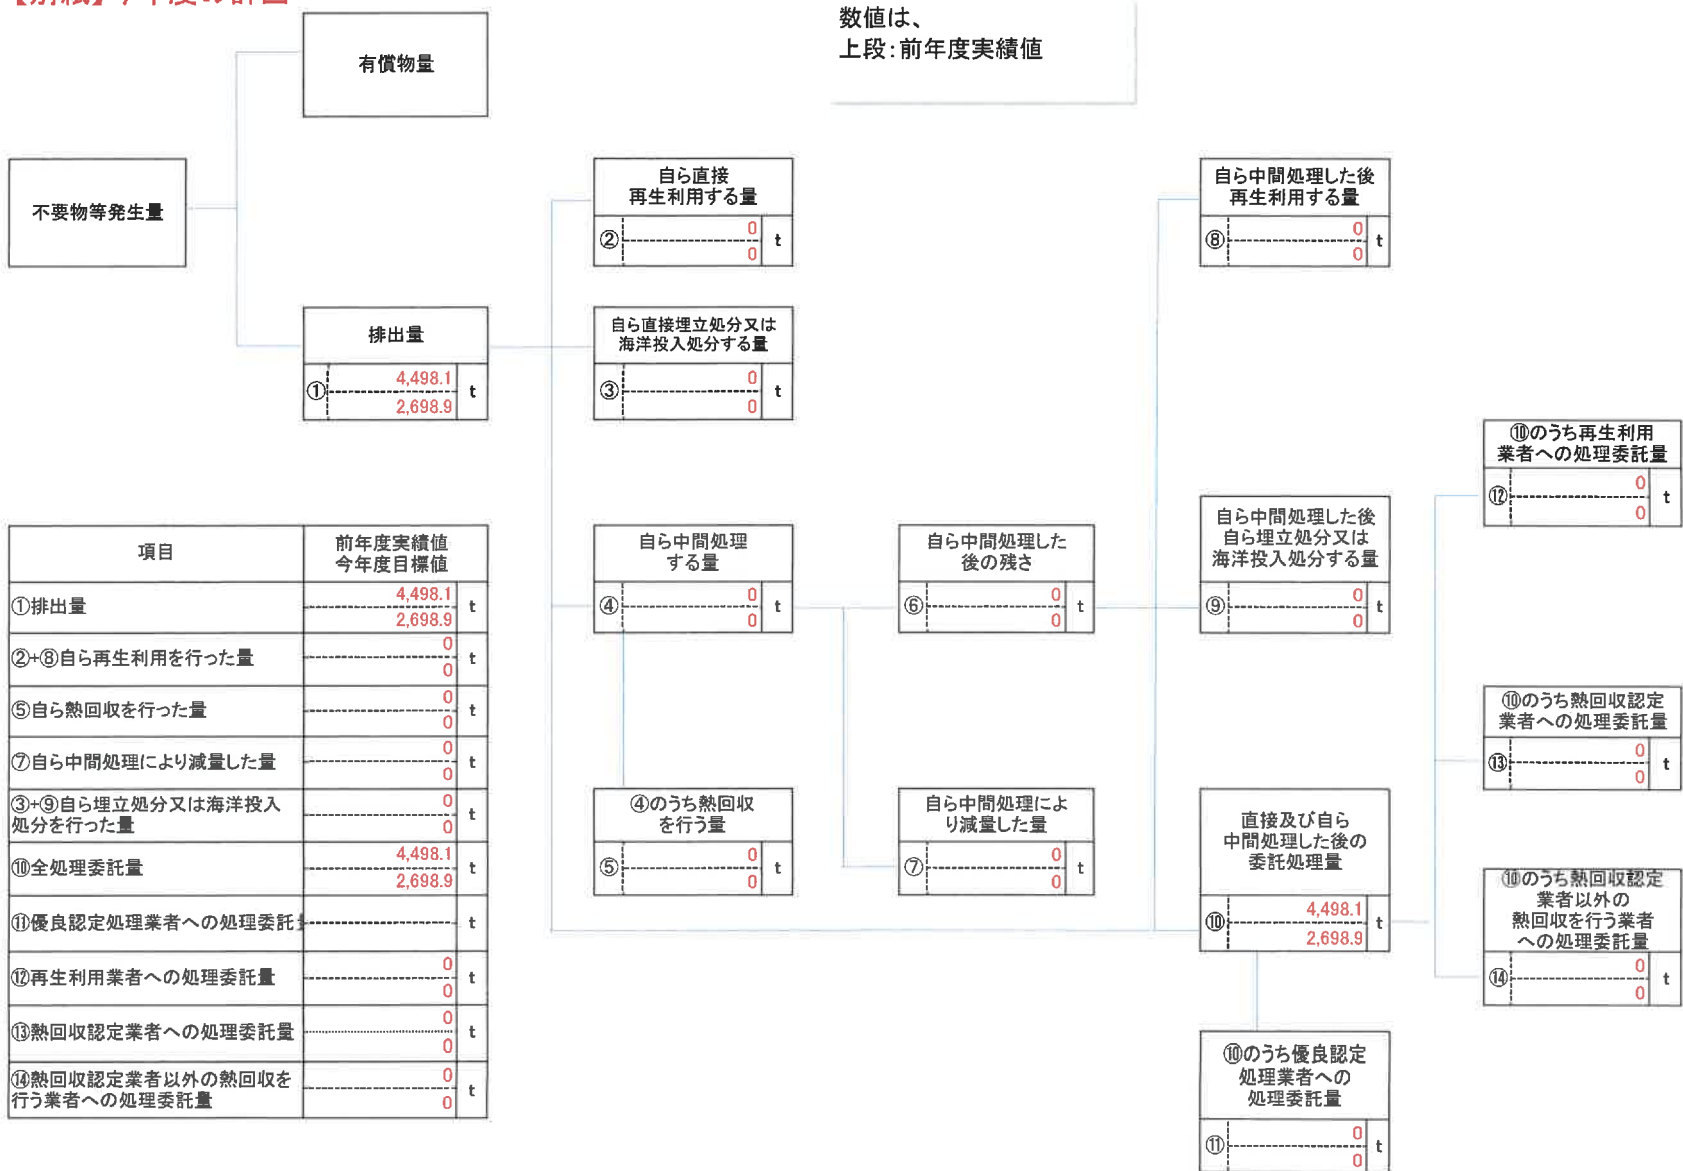 数値は、
上段:前年度実績値
有償物量
不要物等発生量
排出量
① 4,498.1 t
2,698.9
自ら直接
再生利用する量
② 0 t
0
自ら直接埋立処分又は
海洋投入処分する量
③ 0 t
0
自ら中間処理
する量
④ 0 t
0
④のうち熱回収
を行う量
⑤ 0 t
0
自ら中間処理した
後の残さ
⑥ 0 t
0
自ら中間処理によ
り減量した量
⑦ 0 t
0
自ら中間処理した後
再生利用する量
⑧ 0 t
0
自ら中間処理した後
自ら埋立処分又は
海洋投入処分する量
⑨ 0 t
0
直接及び自ら
中間処理した後の
委託処理量
⑩ 4,498.1 t
2,698.9
⑩のうち優良認定
処理業者への
処理委託量
⑪ 0 t
0
⑩のうち再生利用
業者への処理委託量
⑫ 0 t
0
⑩のうち熱回収認定
業者への処理委託量
⑬ 0 t
0
⑩のうち熱回収認定
業者以外の
熱回収を行う業者
への処理委託量
⑭ 0 t
0
項目 前年度実績値
今年度目標値
①排出量 4,498.1 t
2,698.9
②+⑧自ら再生利用を行った量 0 t
0
⑤自ら熱回収を行った量 0 t
0
⑦自ら中間処理により減量した量 0 t
0
③+⑨自ら埋立処分又は海洋投入 0 t
処分を行った量 0
⑩全処理委託量 4,498.1 t
2,698.9
⑪優良認定処理業者への処理委託 t
⑫再生利用業者への処理委託量 0 t
0
⑬熱回収認定業者への処理委託量 0 t
0
⑭熱回収認定業者以外の熱回収を 0 t
行う業者への処理委託量 0